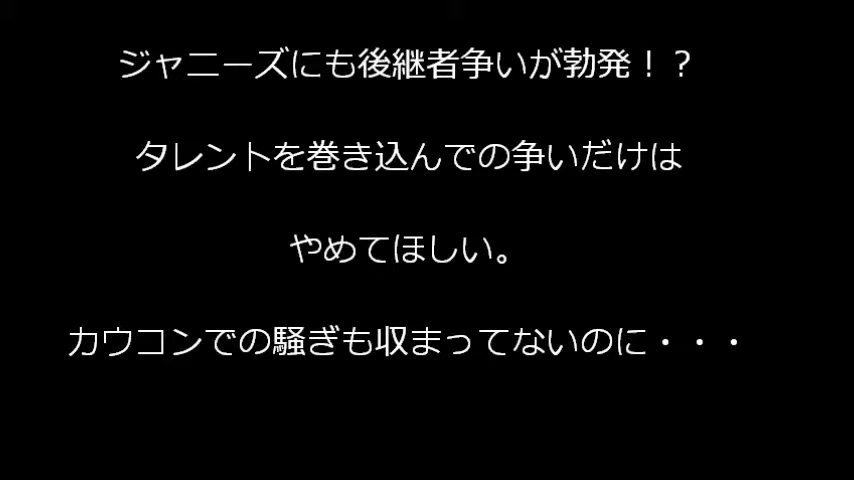 ジャニーズにも後継者争いが勃発！？
タレントを巻き込んでの争いだけは
やめてほしい。
カウコンでの騒ぎも収まってないのに・・・